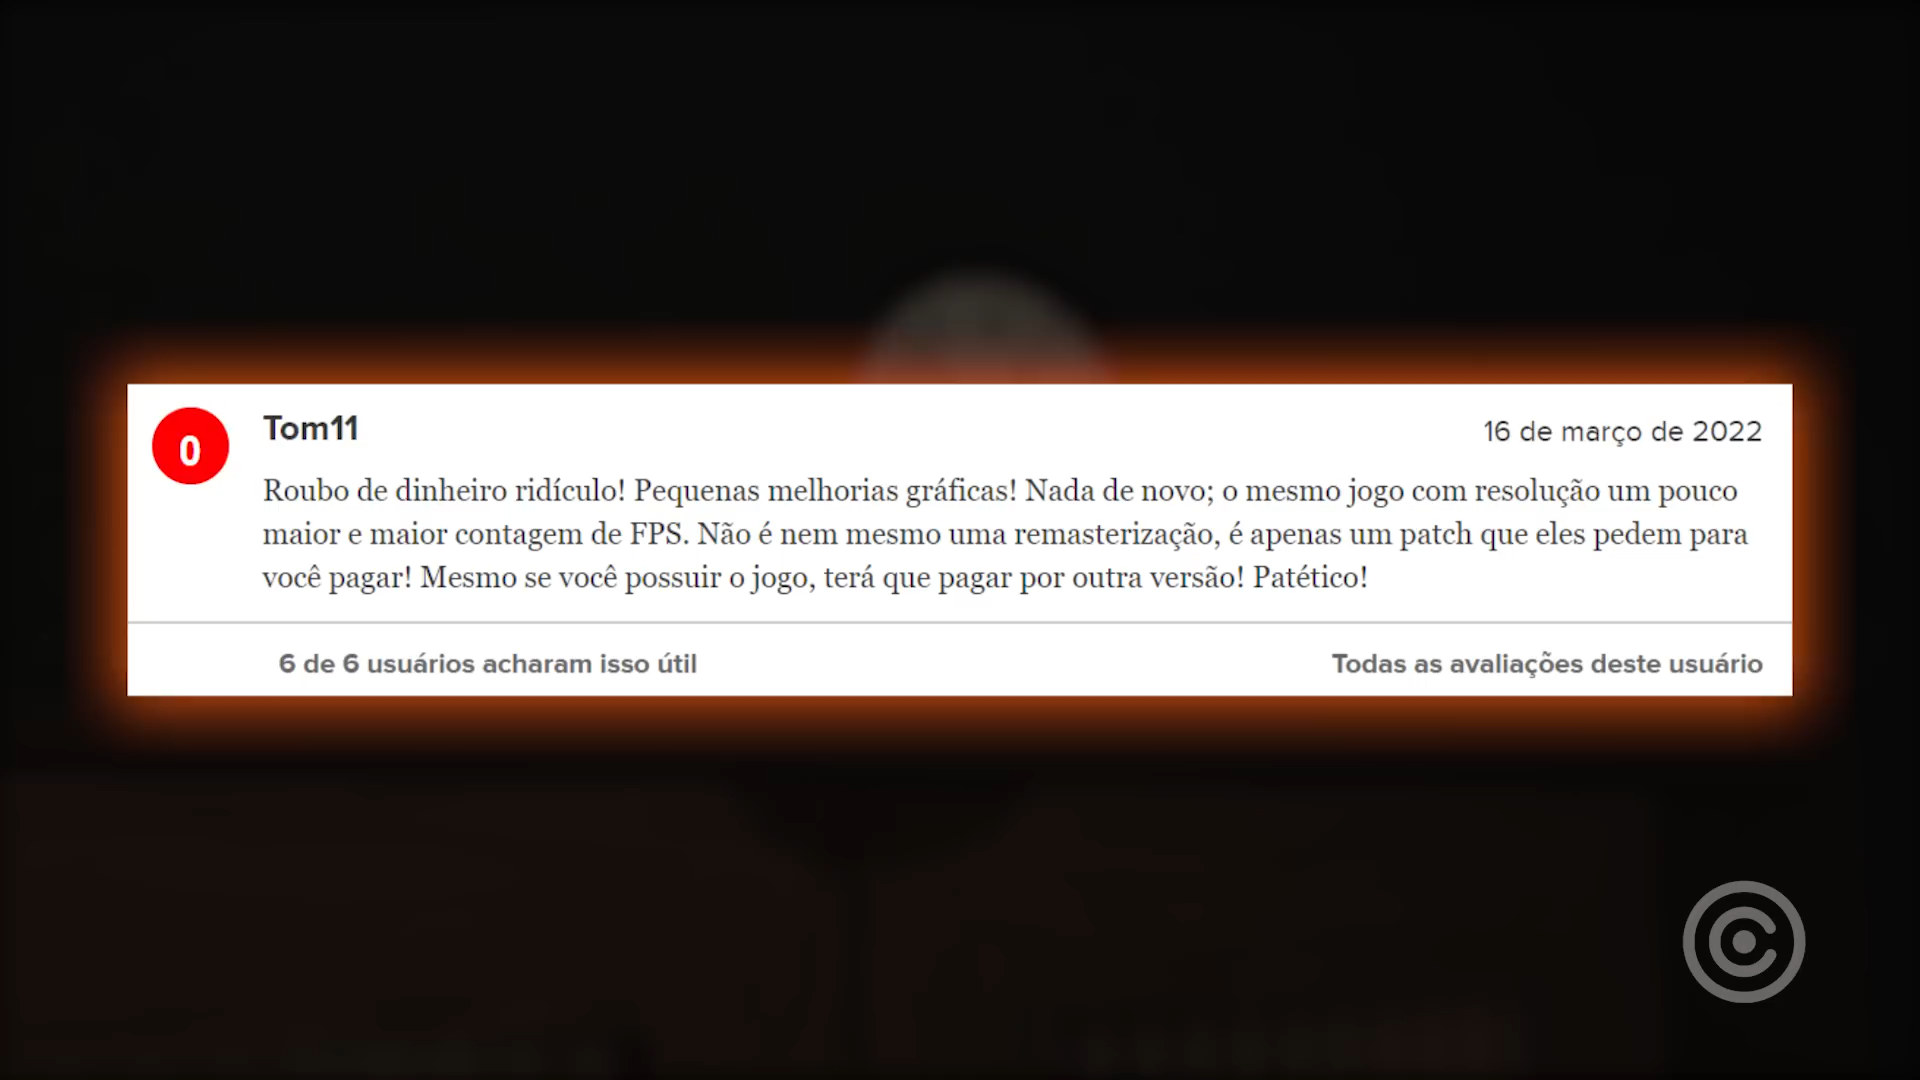 0
Tom11
16 de março de 2022
Roubo de dinheiro ridículo! Pequenas melhorias gráficas! Nada de novo; o mesmo jogo com resolução um pouco
maior e maior contagem de FPS. Não é nem mesmo uma remasterização, é apenas um patch que eles pedem para
você pagar! Mesmo se você possuir o jogo, terá que pagar por outra versão! Patético!
6 de 6 usuários acharam isso útil
Todas as avaliações deste usuário